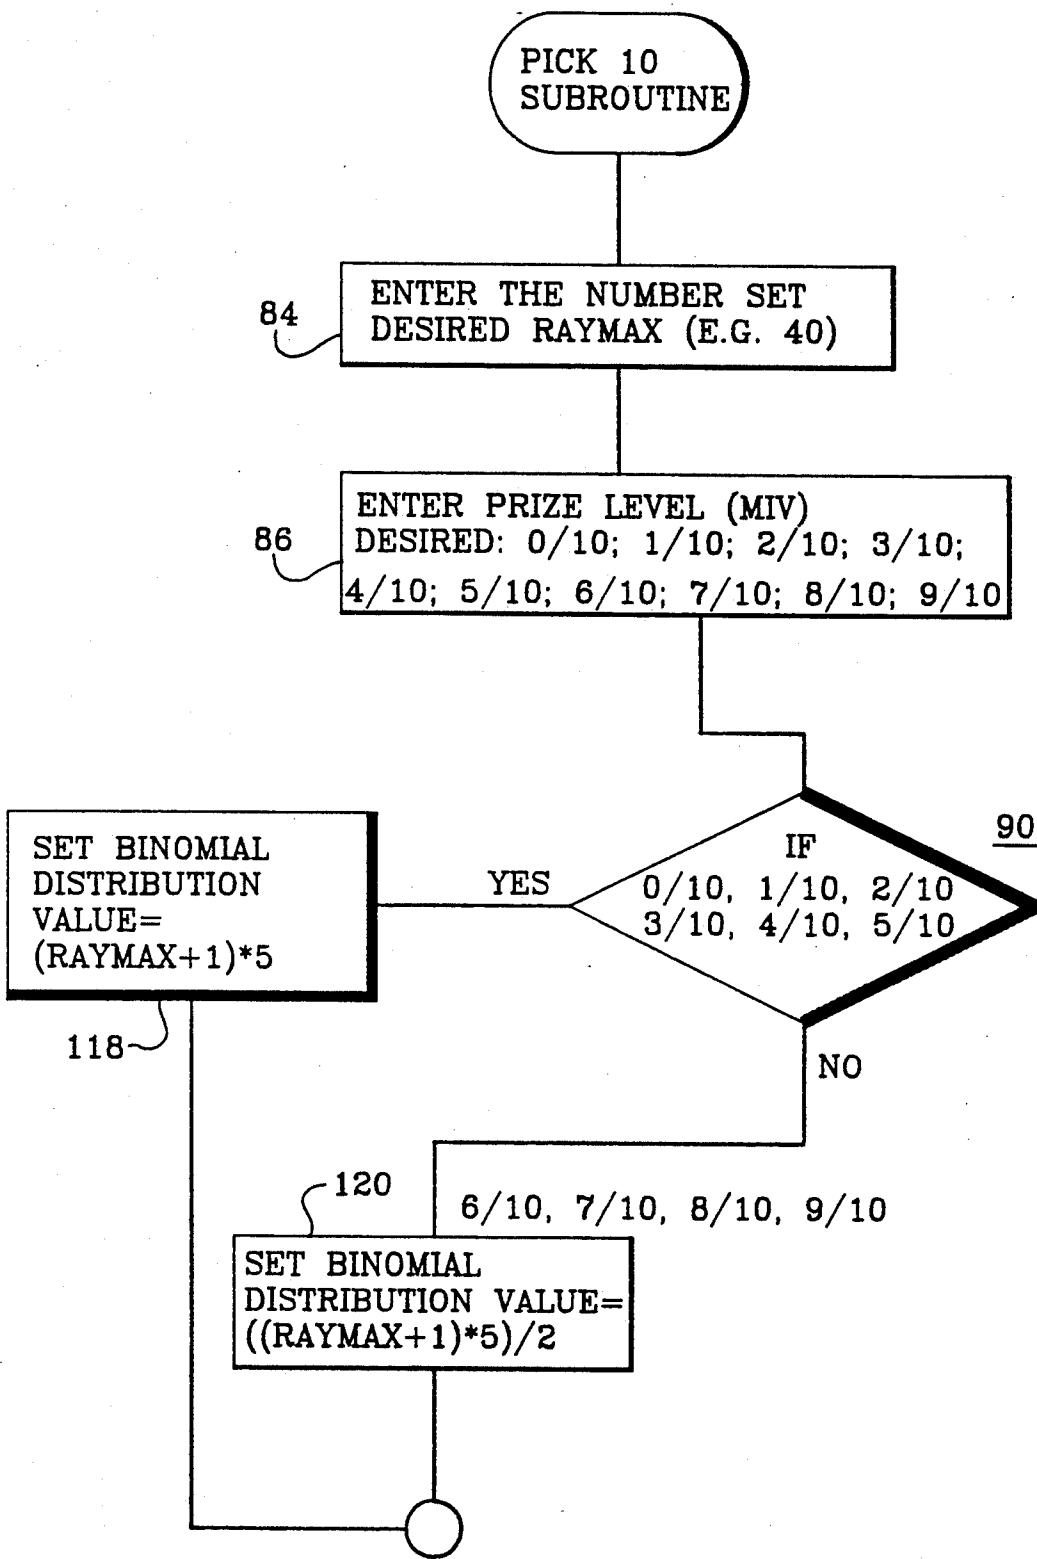 PICK 10
SUBROUTINE
84
ENTER THE NUMBER SET
DESIRED RAYMAX (E.G. 40)
86
ENTER PRIZE LEVEL (MIV)
DESIRED: 0/10; 1/10; 2/10; 3/10;
4/10; 5/10; 6/10; 7/10; 8/10; 9/10
90
IF
0/10, 1/10, 2/10
3/10, 4/10, 5/10
YES
SET BINOMIAL
DISTRIBUTION
VALUE=
(RAYMAX+1)*5
118
NO
120
6/10, 7/10, 8/10, 9/10
SET BINOMIAL
DISTRIBUTION VALUE=
((RAYMAX+1)*5)/2